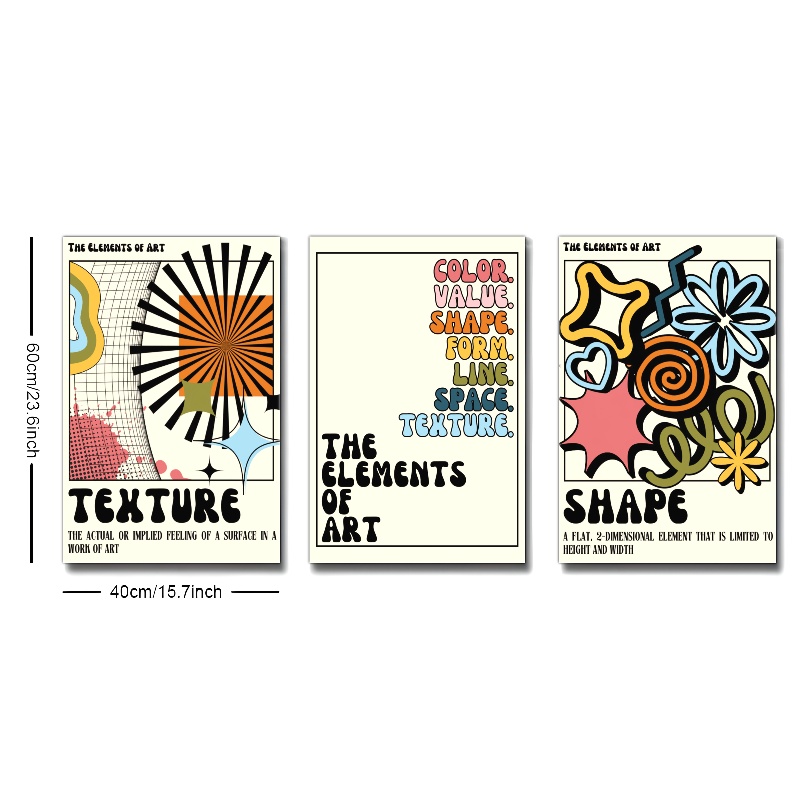 60cm/23.6inch
The Elements of Art
TEXTURE
THE ACTUAL OR IMPLIED FEELING OF A SURFACE IN A
WORK OF ART
40cm/15.7inch
COLOR.
VALUE.
SHAPE.
FORM.
LINE.
SPACE.
TEXTURE.
THE
ELEMENTS
OF
ART
The Elements of Art
SHAPE
A FLAT, 2-DIMENSIONAL ELEMENT THAT IS LIMITED TO
HEIGHT AND WIDTH